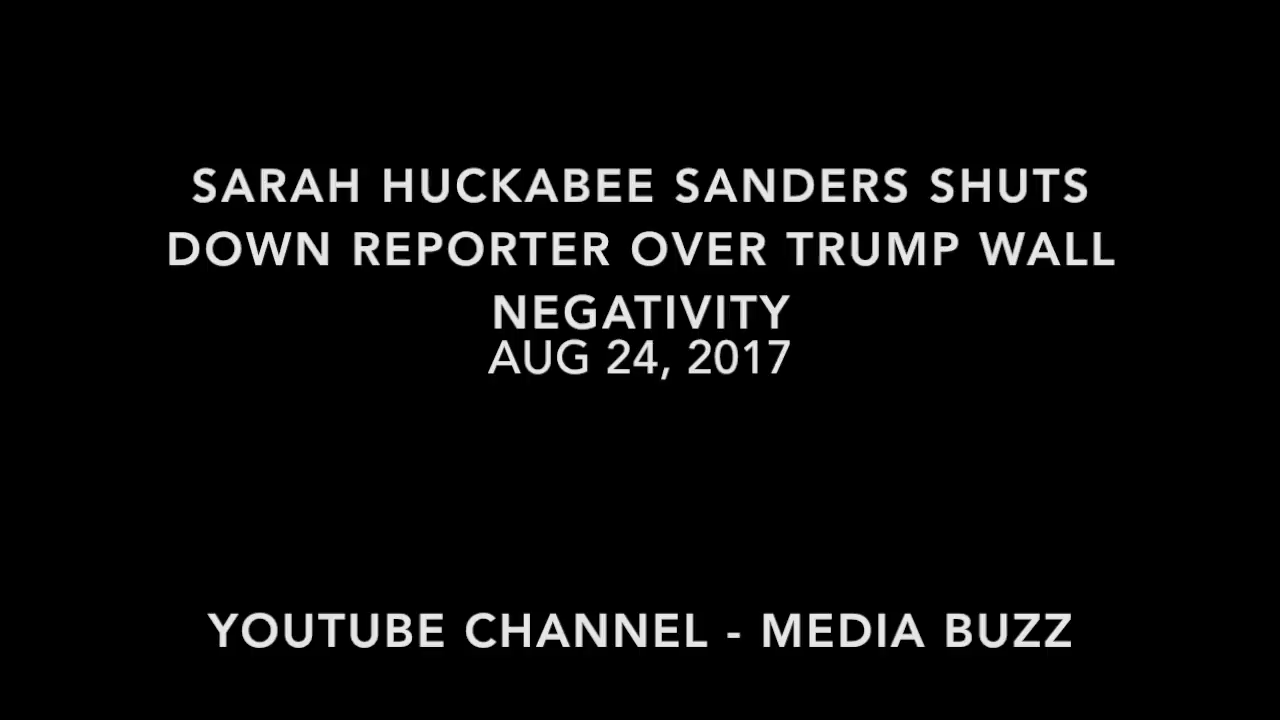 SARAH HUCKABEE SANDERS SHUTS
DOWN REPORTER OVER TRUMP WALL
NEGATIVITY
AUG 24, 2017
YOUTUBE CHANNEL - MEDIA BUZZ